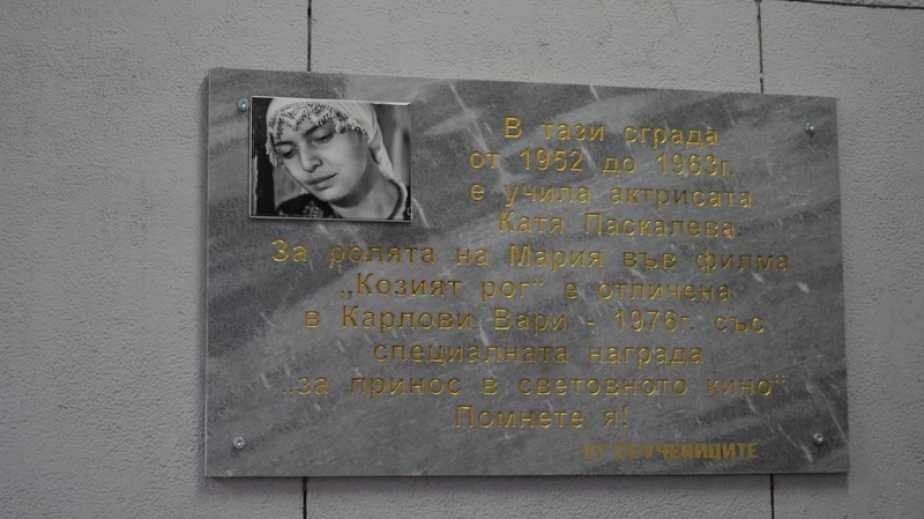 В тази сграда
от 1952 до 1963г.
е учила актрисата
Катя Паскалева.
За ролята на Мария във филма
„Козият рог“ е отличена
в Карлови Вари - 1976г. със
специалната награда
„за принос в световното кино“
Помнете я!
ОТ СЪУЧЕНИЦИТЕ